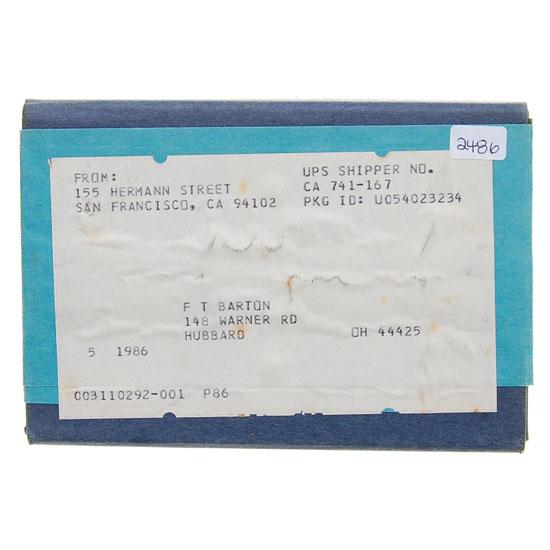 2486
FROM:
155 HERMANN STREET
SAN FRANCISCO, CA 94102
UPS SHIPPER NO.
CA 741-167
PKG ID: U054023234
F T BARTON
148 WARNER RD
HUBBARD OH 44425
5 1986
003110292-001 P86